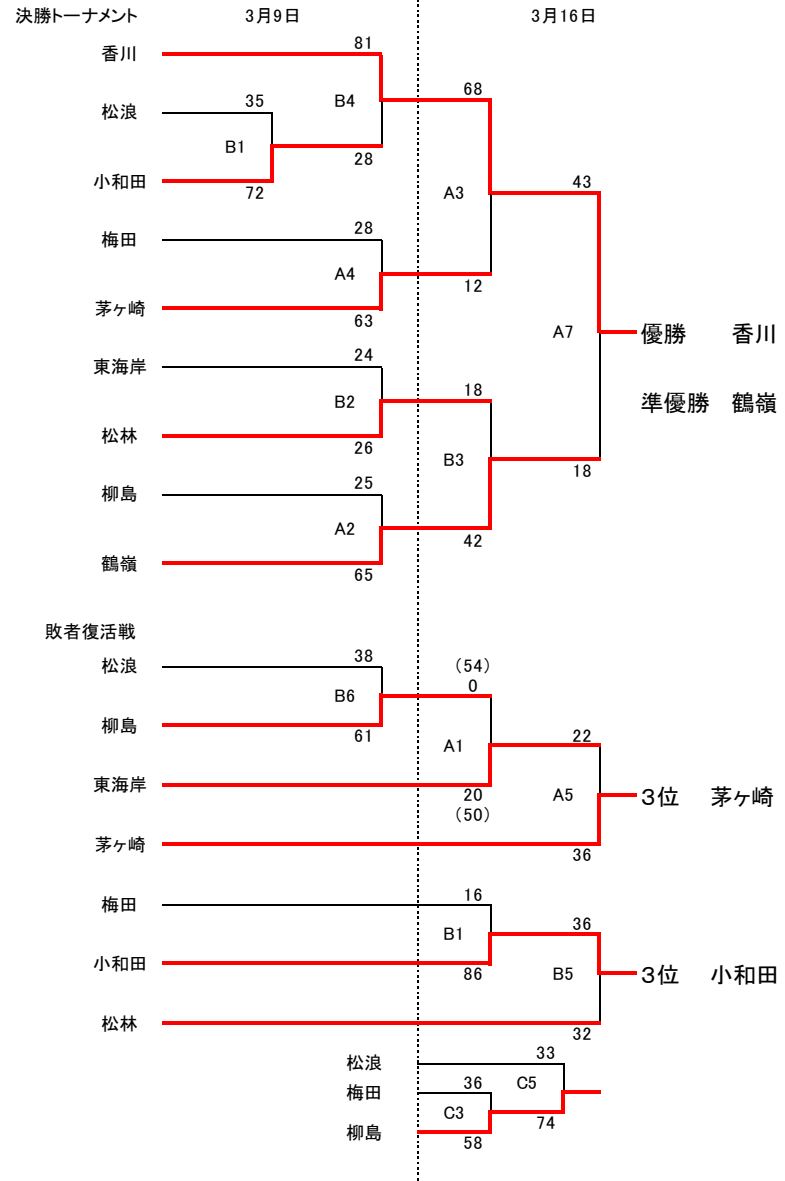 決勝トーナメント 3月9日 3月16日
香川 81
68
松浪 35 B4
B1
28
小和田 72 A3 43
梅田 28
A4 12
茅ヶ崎 63
A7 優勝 香川
東海岸 24
18
B2 準優勝 鶴嶺
松林 26
B3 18
柳島 25
A2 42
鶴嶺 65
敗者復活戦
松浪 38 (54)
0
B6
柳島 61 A1 22
東海岸 20 A5 3位 茅ヶ崎
(50)
茅ヶ崎 36
梅田 16
B1 36
小和田 86 B5 3位 小和田
松林 32
松浪 33
梅田 36 C5
C3 74
柳島 58